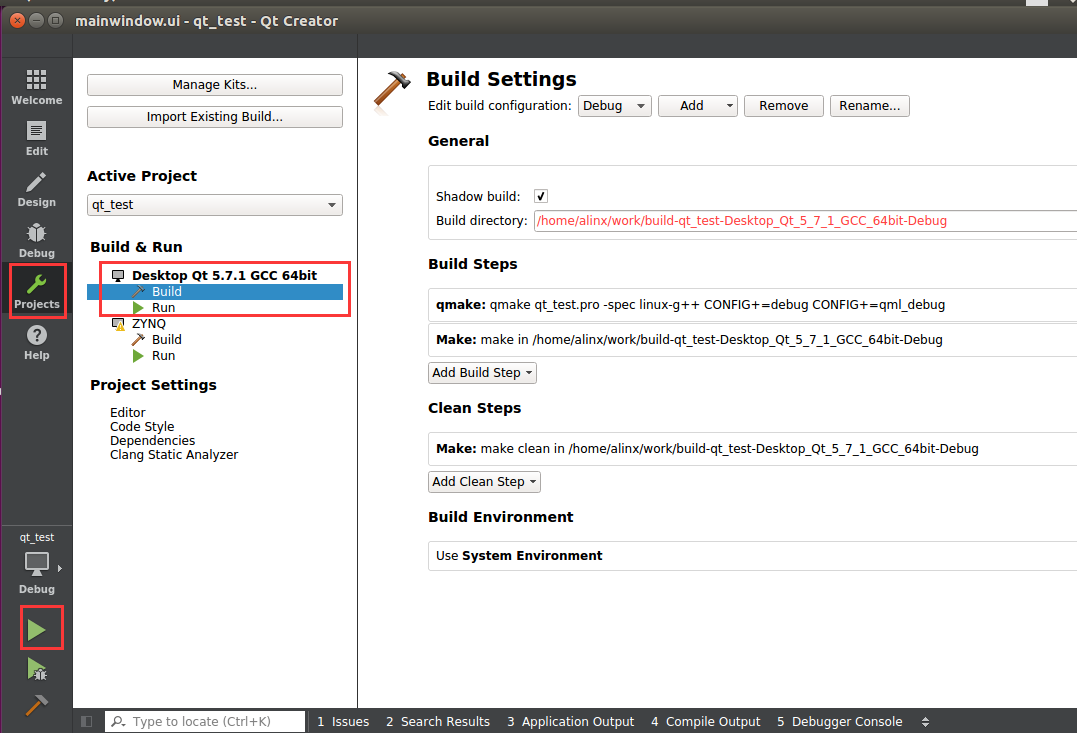 mainwindow.ui - qt_test - Qt Creator
Welcome
Edit
Design
Debug
Projects
Help
qt_test
Debug
Manage Kits...
Import Existing Build...
Active Project
qt_test
Build & Run
Desktop Qt 5.7.1 GCC 64bit
Build
Run
ZYNQ
Build
Run
Project Settings
Editor
Code Style
Dependencies
Clang Static Analyzer
Build Settings
Edit build configuration: Debug Add Remove Rename...
General
Shadow build:
Build directory: /home/alinx/work/build-qt_test-Desktop_Qt_5_7_1_GCC_64bit-Debug
Build Steps
qmake: qmake qt_test.pro -spec linux-g++ CONFIG+=debug CONFIG+=qml_debug
Make: make in /home/alinx/work/build-qt_test-Desktop_Qt_5_7_1_GCC_64bit-Debug
Add Build Step
Clean Steps
Make: make clean in /home/alinx/work/build-qt_test-Desktop_Qt_5_7_1_GCC_64bit-Debug
Add Clean Step
Build Environment
Use System Environment
Type to locate (Ctrl+K) 1 Issues 2 Search Results 3 Application Output 4 Compile Output 5 Debugger Console